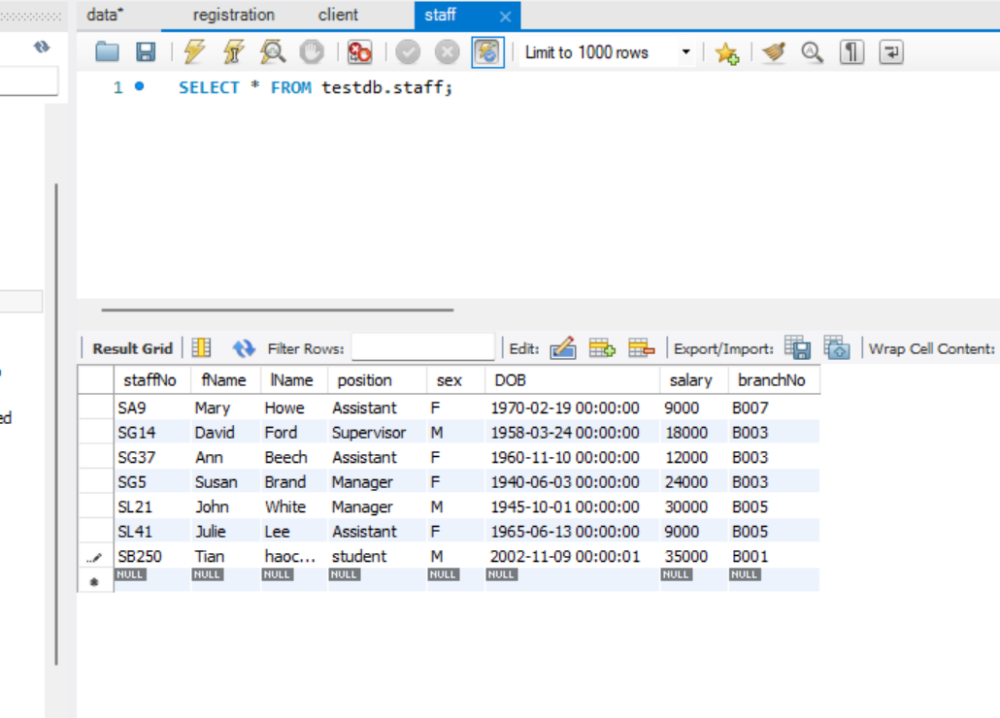 data* registration client staff
Limit to 1000 rows
1 SELECT * FROM testdb.staff;
Result Grid Filter Rows: Edit: Export/Import: Wrap Cell Content:
ed
staffNo fName lName position sex DOB salary branchNo
SA9 Mary Howe Assistant F 1970-02-19 00:00:00 9000 B007
SG14 David Ford Supervisor M 1958-03-24 00:00:00 18000 B003
SG37 Ann Beech Assistant F 1960-11-10 00:00:00 12000 B003
SG5 Susan Brand Manager F 1940-06-03 00:00:00 24000 B003
SL21 John White Manager M 1945-10-01 00:00:00 30000 B005
SL41 Julie Lee Assistant F 1965-06-13 00:00:00 9000 B005
SB250 Tian haoc... student M 2002-11-09 00:00:01 35000 B001
NULL NULL NULL NULL NULL NULL NULL NULL